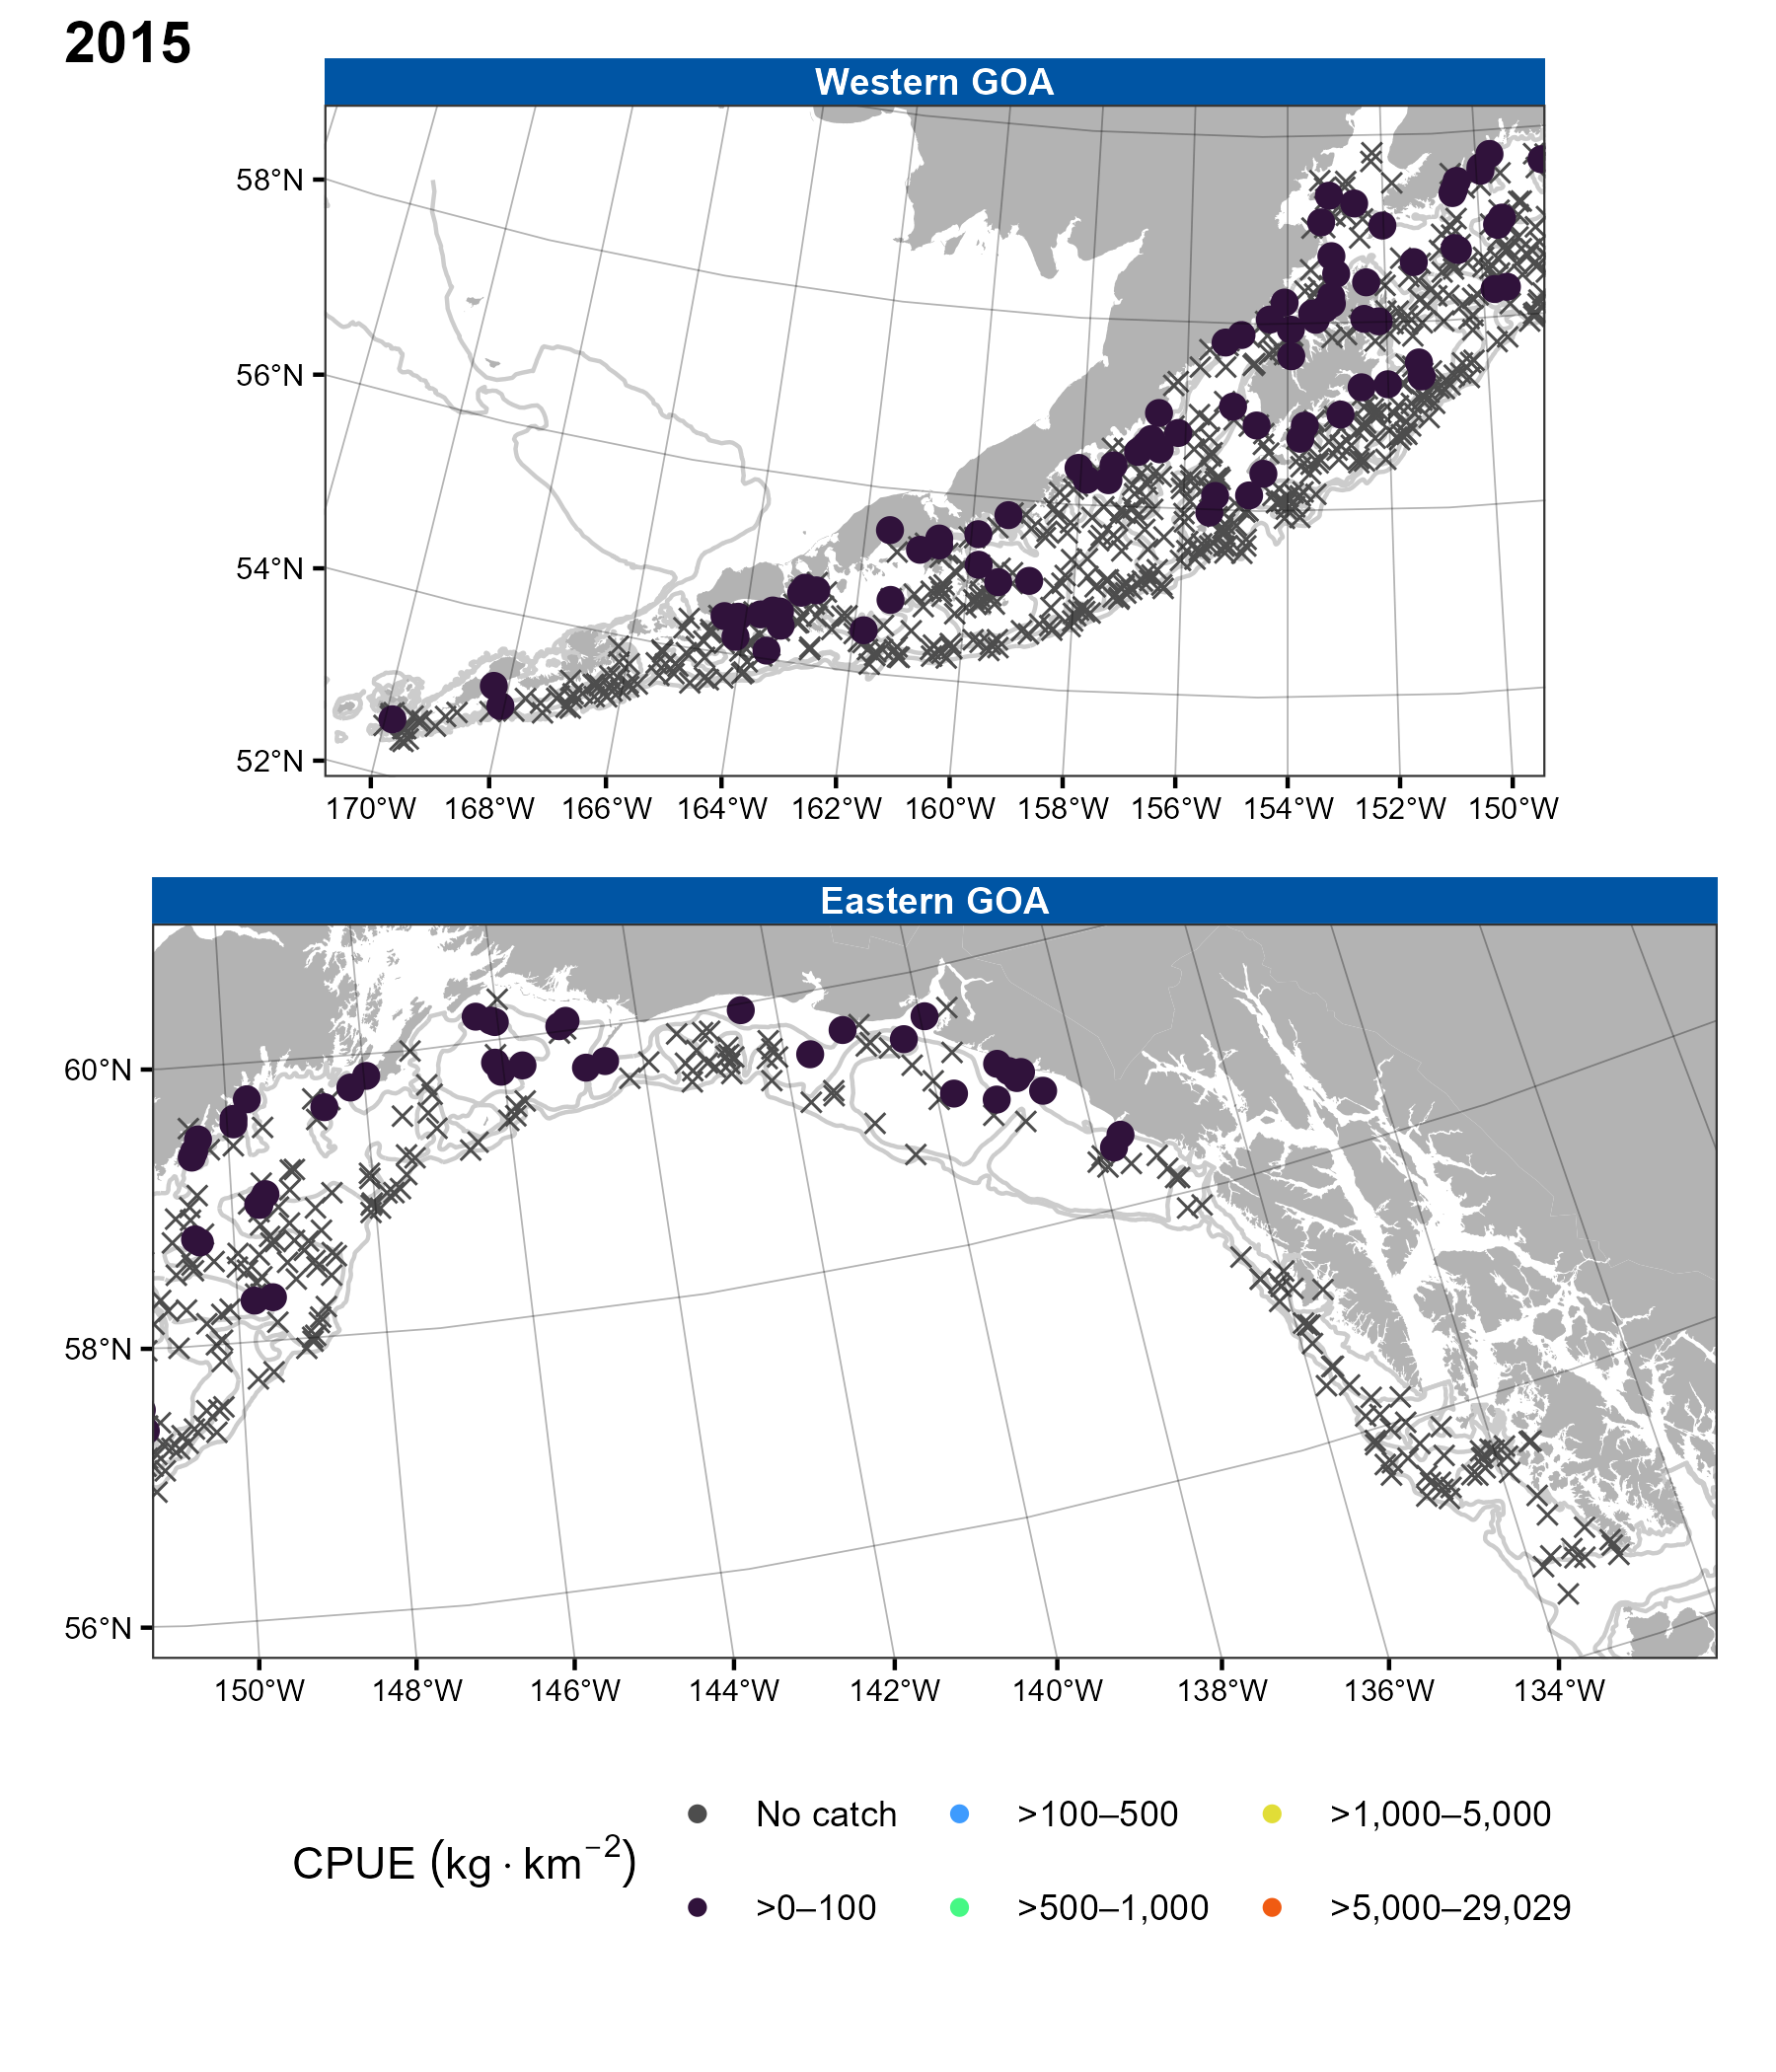 2015
Western GOA
58°N
56°N
54°N
52°N
170°W 168°W 166°W 164°W 162°W 160°W 158°W 156°W 154°W 152°W 150°W
Eastern GOA
60°N
58°N
56°N
150°W 148°W 146°W 144°W 142°W 140°W 138°W 136°W 134°W
CPUE (kg · km⁻²)
No catch >100–500 >1,000–5,000
>0–100 >500–1,000 >5,000–29,029